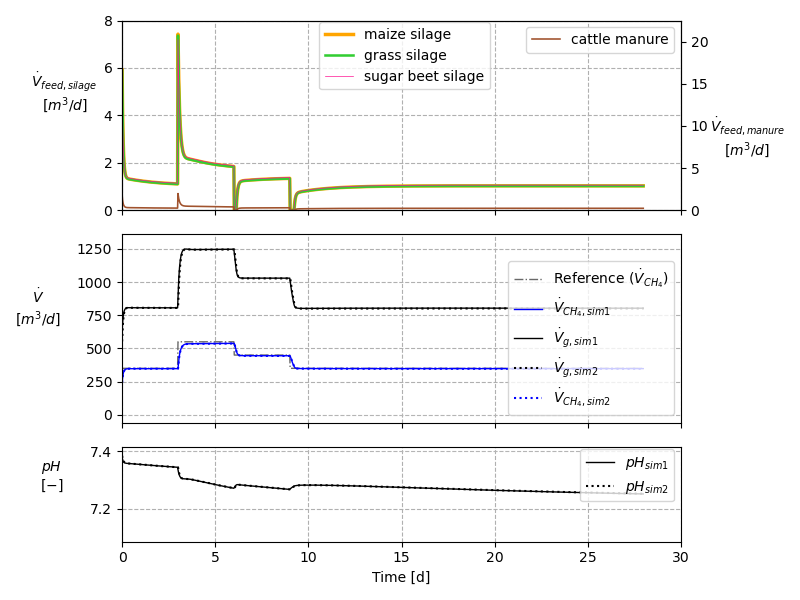 8
6
4
2
0
V̇feed, silage
[m³/d]
maize silage
grass silage
sugar beet silage
cattle manure
20
15
10
5
0
V̇feed, manure
[m³/d]
1250
1000
750
500
250
0
V̇
[m³/d]
Reference (V̇CH₄)
V̇CH₄, sim1
V̇g, sim1
V̇g, sim2
V̇CH₄, sim2
7.4
7.2
pH
[−]
pHsim1
pHsim2
0 5 10 15 20 25 30
Time [d]